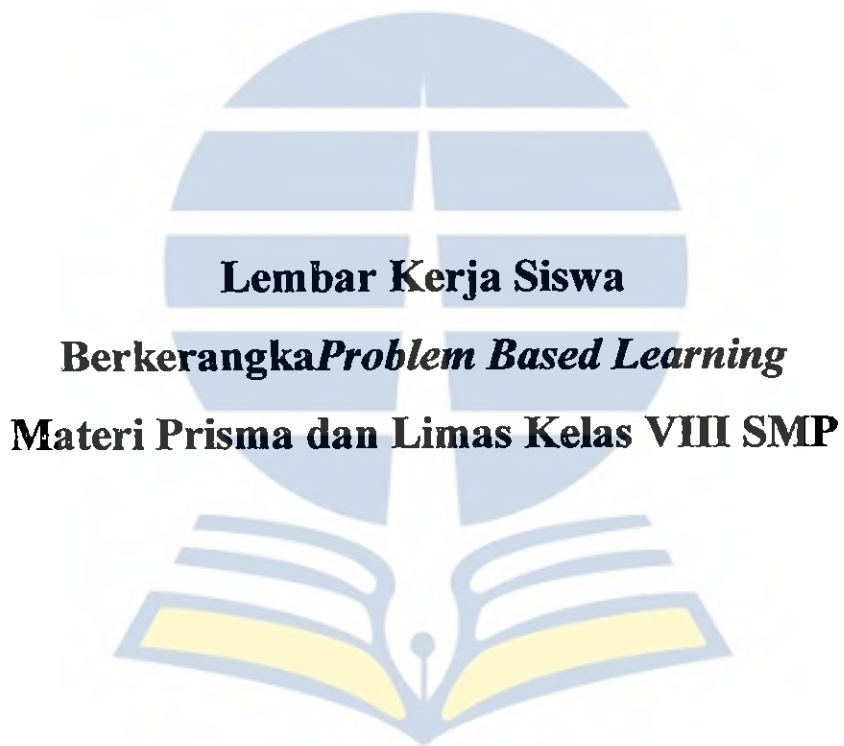 Lembar Kerja Siswa
BerkerangkaProblem Based Learning
Materi Prisma dan Limas Kelas VIII SMP